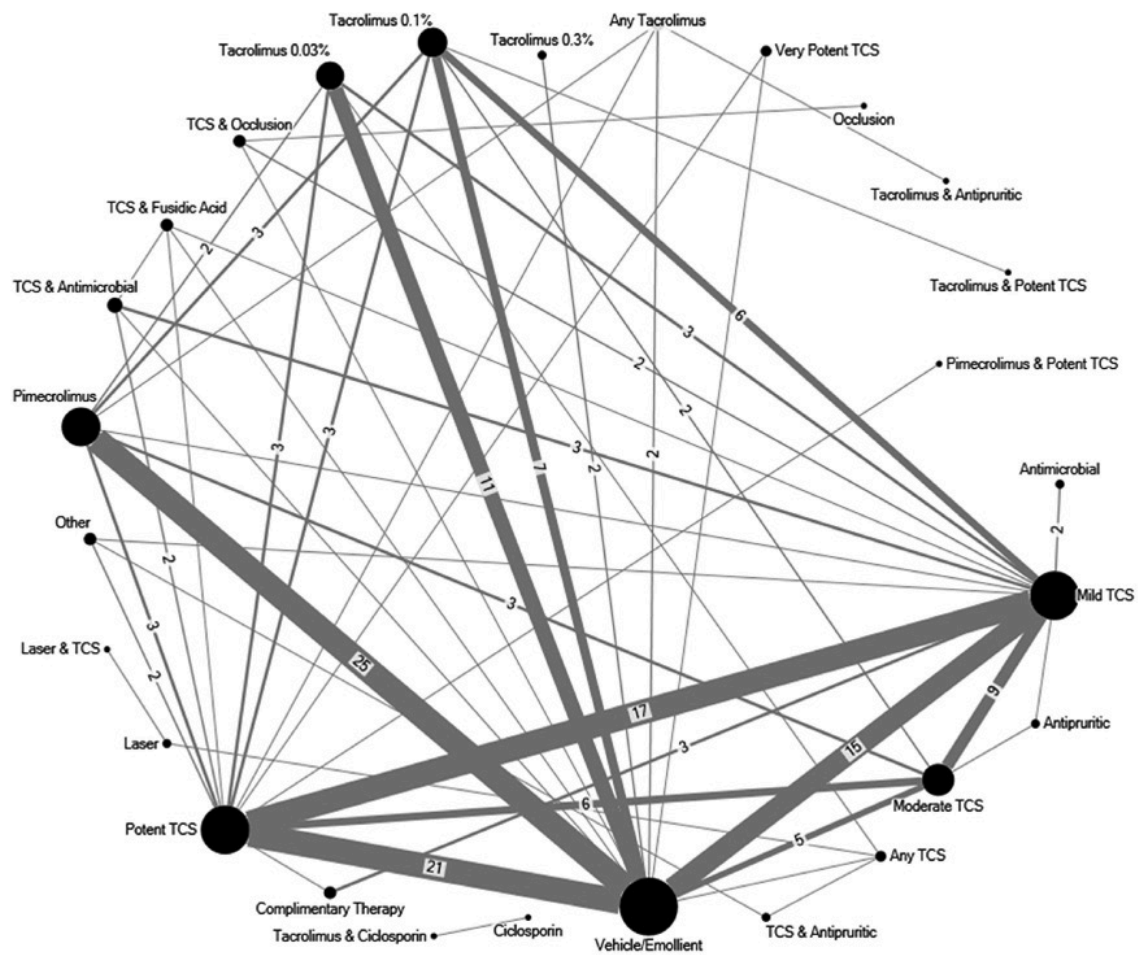 Tacrolimus 0.1%
Any Tacrolimus
Tacrolimus 0.3%
Tacrolimus 0.03%
Very Potent TCS
TCS & Occlusion
Occlusion
Tacrolimus & Antipruritic
TCS & Fusidic Acid
2
3
TCS & Antimicrobial
Tacrolimus & Potent TCS
6
3
2
Pimecrolimus & Potent TCS
Pimecrolimus
2
3
3
3
2
7
2
11
Antimicrobial
Other
2
2
Mild TCS
3
3
Laser & TCS
25
2
9
17
Antipruritic
Laser
3
15
6
Moderate TCS
Potent TCS
5
Any TCS
21
Complimentary Therapy
Ciclosporin
TCS & Antipruritic
Tacrolimus & Ciclosporin
Vehicle/Emollient